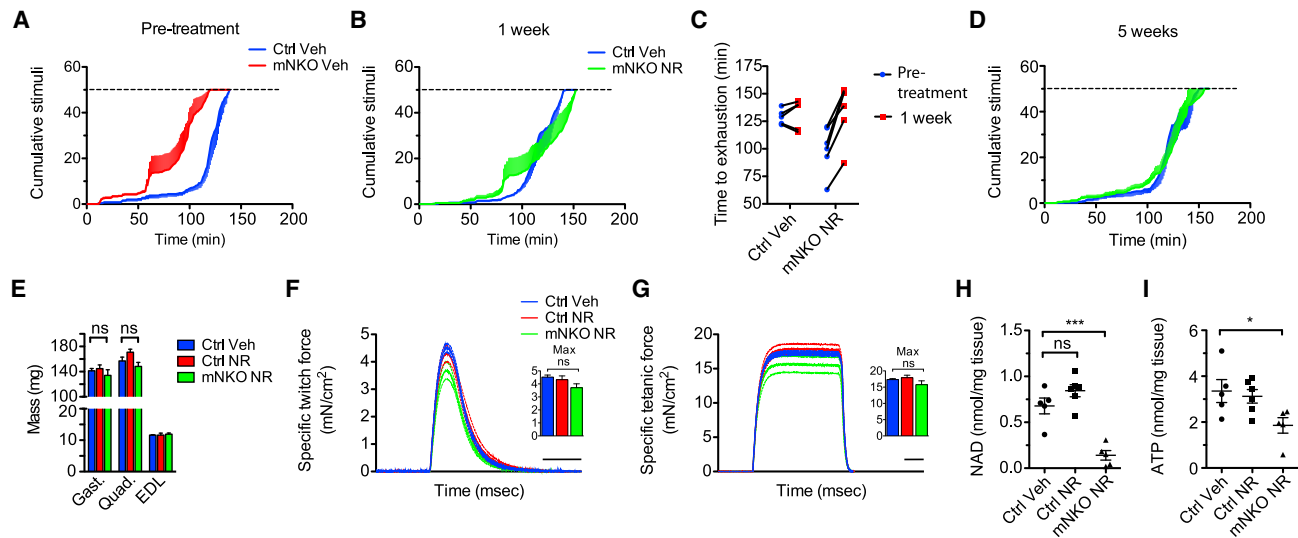 A
Pre-treatment
Ctrl Veh
mNKO Veh
Cumulative stimuli
60
40
20
0
0 50 100 150 200
Time (min)
B
1 week
Ctrl Veh
mNKO NR
Cumulative stimuli
60
40
20
0
0 50 100 150 200
Time (min)
C
Time to exhaustion (min)
175
150
125
100
75
50
Ctrl Veh
mNKO NR
Pre-treatment
1 week
D
5 weeks
Cumulative stimuli
60
40
20
0
0 50 100 150 200
Time (min)
E
ns ns
Mass (mg)
180
160
140
120
20
10
0
Gast.
Quad.
EDL
Ctrl Veh
Ctrl NR
mNKO NR
F
Ctrl Veh
Ctrl NR
mNKO NR
Specific twitch force
(mN/cm²)
5
4
3
2
1
0
Max
ns
5
4
3
2
1
0
Time (msec)
G
Specific tetanic force
(mN/cm²)
20
15
10
5
0
Max
ns
20
15
10
5
0
Time (msec)
H
NAD (nmol/mg tissue)
1.5
1.0
0.5
0.0
***
ns
Ctrl Veh
Ctrl NR
mNKO NR
I
ATP (nmol/mg tissue)
6
4
2
0
*
Ctrl Veh
Ctrl NR
mNKO NR